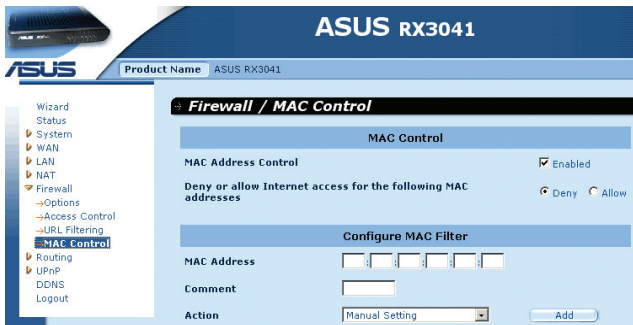 ASUS RX3041
ASUS
Product Name ASUS RX3041
Wizard
Status
System
WAN
LAN
NAT
Firewall
→Options
→Access Control
→URL Filtering
→MAC Control
Routing
UPnP
DDNS
Logout
Firewall / MAC Control
MAC Control
MAC Address Control Enabled
Deny or allow Internet access for the following MAC
addresses Deny Allow
Configure MAC Filter
MAC Address : : : : :
Comment
Action Manual Setting Add